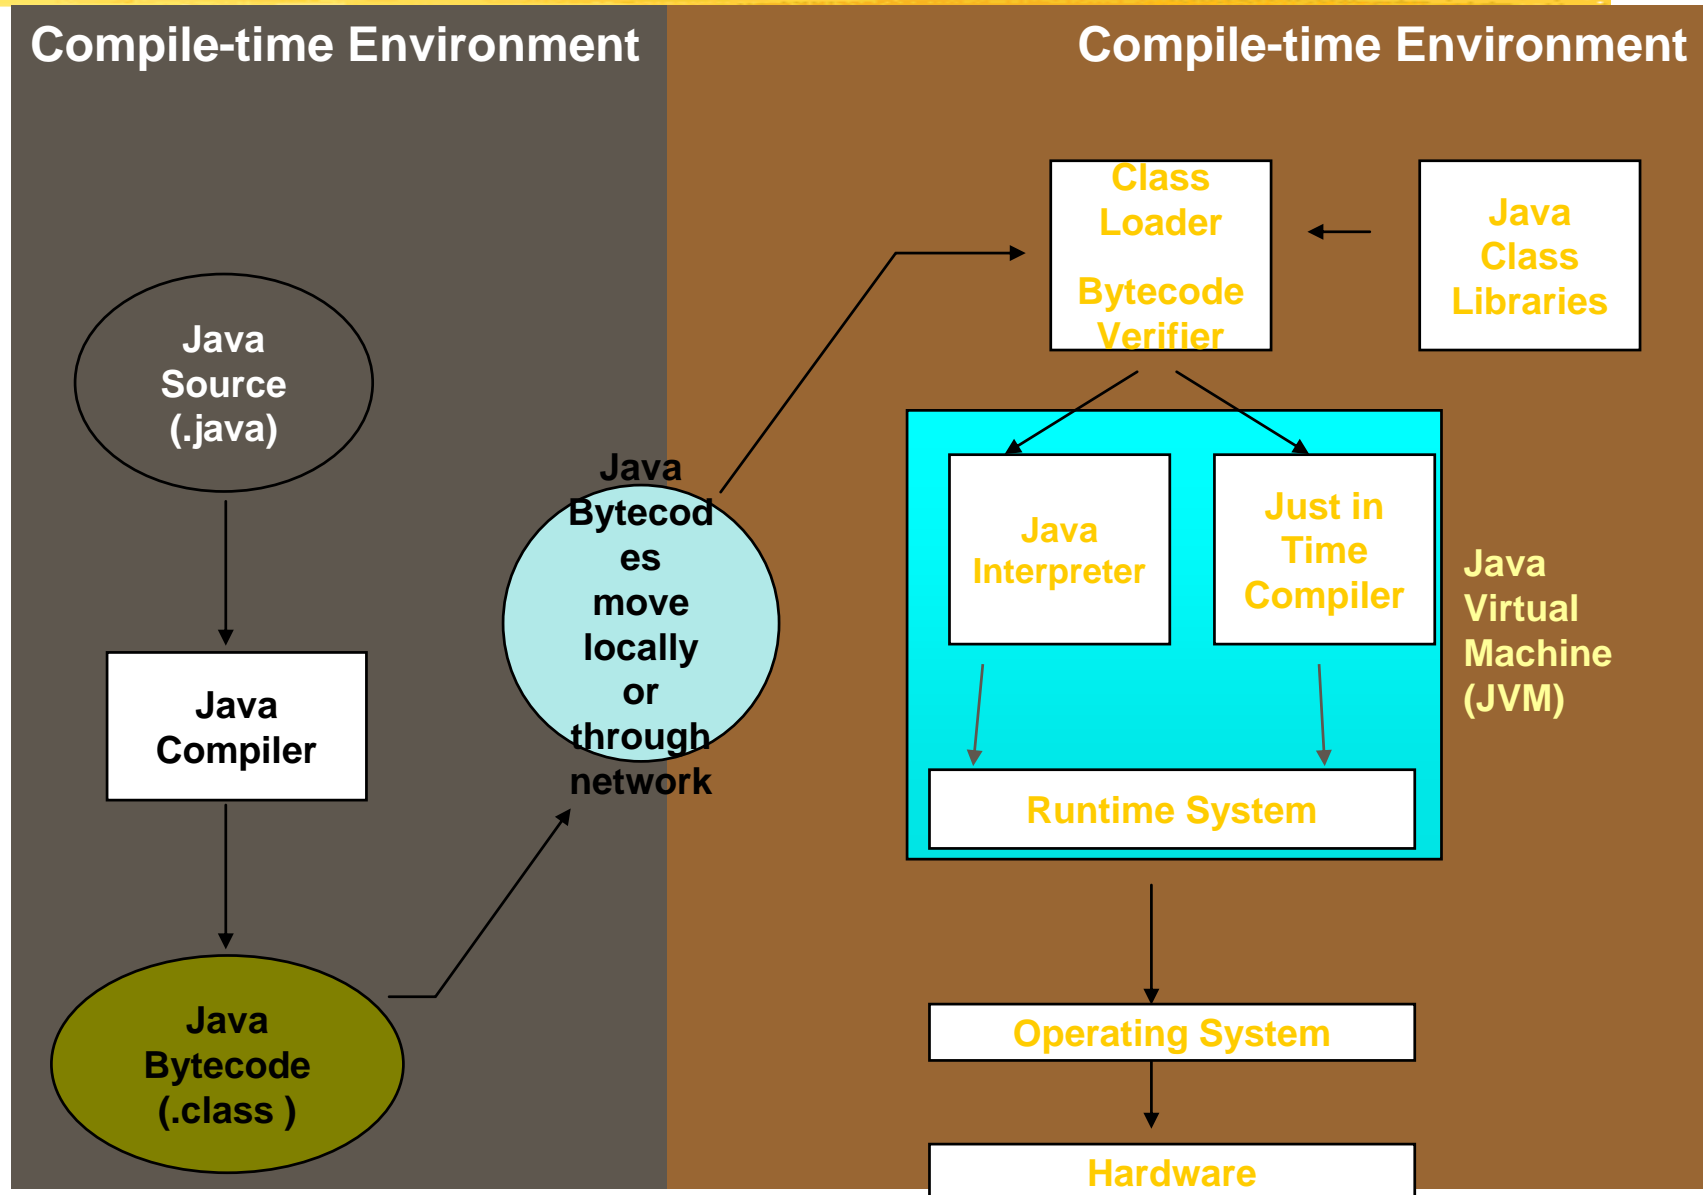 Compile-time Environment
Compile-time Environment
Java
Source
(.java)
Java
Compiler
Java
Bytecode
(.class )
Java
Bytecod
es
move
locally
or
through
network
Class
Loader
Bytecode
Verifier
Java
Class
Libraries
Java
Interpreter
Just in
Time
Compiler
Java
Virtual
Machine
(JVM)
Runtime System
Operating System
Hardware